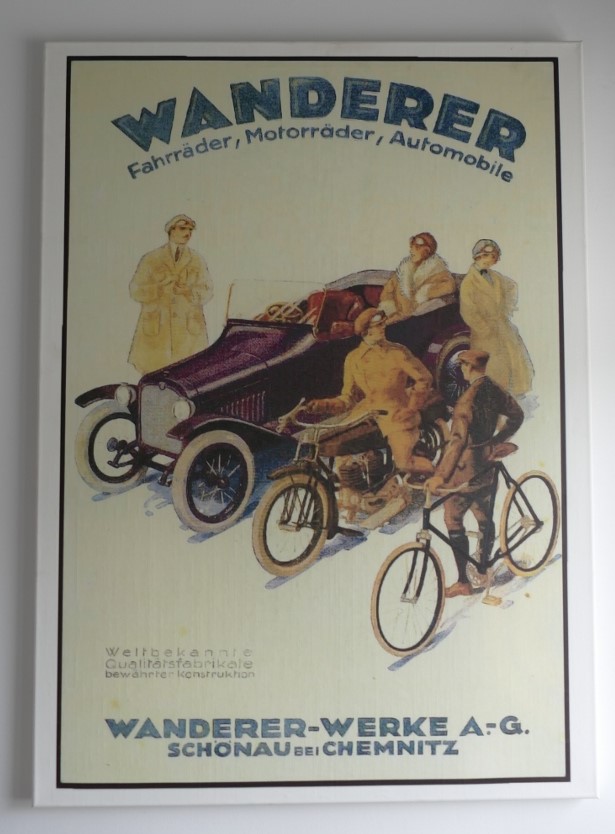 WANDERER
Fahrräder, Motorräder, Automobile
Weltbekannte
Qualitätsfabrikate
bewährter Konstruktion
WANDERER-WERKE A.-G.
SCHÖNAU BEI CHEMNITZ